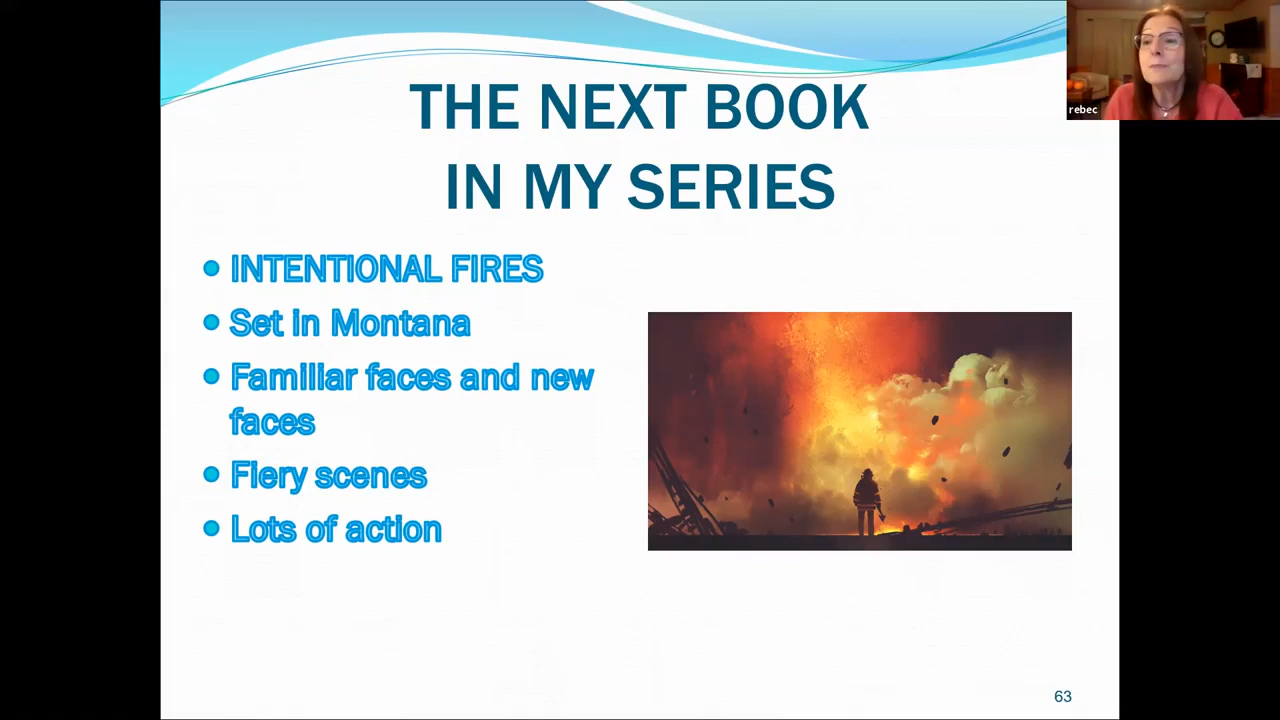 THE NEXT BOOK
IN MY SERIES
INTENTIONAL FIRES
Set in Montana
Familiar faces and new
faces
Fiery scenes
Lots of action
63
rebec